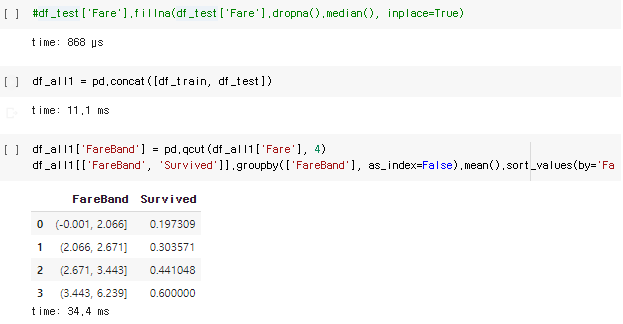 [ ] #df_test['Fare'].fillna(df_test['Fare'].dropna().median(), inplace=True)
time: 868 µs
[ ] df_all1 = pd.concat([df_train, df_test])
time: 11.1 ms
[ ] df_all1['FareBand'] = pd.qcut(df_all1['Fare'], 4)
df_all1[['FareBand', 'Survived']].groupby(['FareBand'], as_index=False).mean().sort_values(by='Fa
FareBand Survived
0 (-0.001, 2.066] 0.197309
1 (2.066, 2.671] 0.303571
2 (2.671, 3.443] 0.441048
3 (3.443, 6.239] 0.600000
time: 34.4 ms